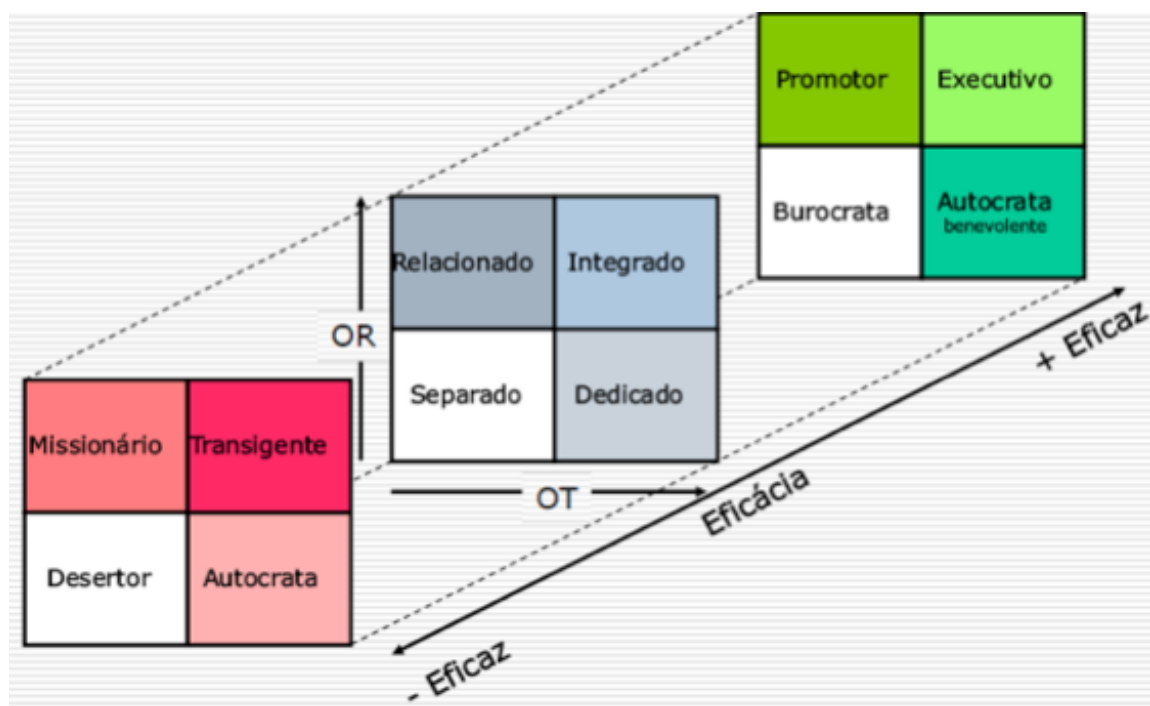 Promotor
Executivo
Burocrata
Autocrata
benevolente
Relacionado
Integrado
OR
Separado
Dedicado
+ Eficaz
Missionário
Transigente
OT
Eficácia
Desertor
Autocrata
- Eficaz